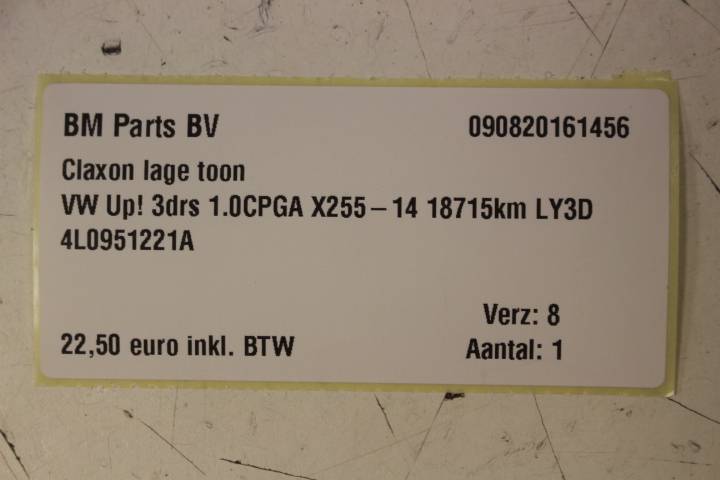 BM Parts BV 090820161456
Claxon lage toon
VW Up! 3drs 1.0CPGA X255-14 18715km LY3D
4L0951221A
Verz: 8
22,50 euro inkl. BTW Aantal: 1